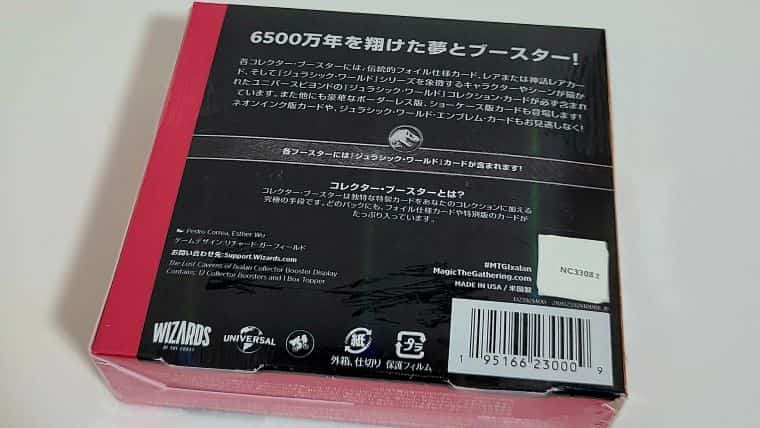 6500万年を翔けた夢とブースター!
各コレクター・ブースターには、伝統的フォイル仕様カード、レアまたは神話レアカー
ド、そして『ジュラシック・ワールド』シリーズを象徴するキャラクターやシーンが描か
れたユニバースビヨンドの『ジュラシック・ワールド』コレクション・カードが必ず含まれ
ています。また他にも豪華なボーダーレス版、ショーケース版カードも登場します!
ネオンインク版カードや、ジュラシック・ワールド・エンブレム・カードもお見逃しなく!
各ブースターには『ジュラシック・ワールド』カードが含まれます!
コレクター・ブースターとは?
コレクター・ブースターは独特な特製カードをあなたのコレクションに加える
究極の手段です。どのパックにも、フォイル仕様カードや特別版のカードが
たっぷり入っています。
Pedro Correa, Esther Wu
ゲームデザイン:リチャード・ガーフィールド
お問い合わせ先:Support.Wizards.com
The Lost Caverns of Ixalan Collector Booster Display
Contains: 12 Collector Boosters and 1 Box Topper
#MTGIxalan
MagicTheGathering.com
MADE IN USA / 米国製
NC3308 2
WIZARDS
OF THE COAST
UNIVERSAL
紙
外箱、仕切り
プラ
保護フィルム
1 95166 23000 9